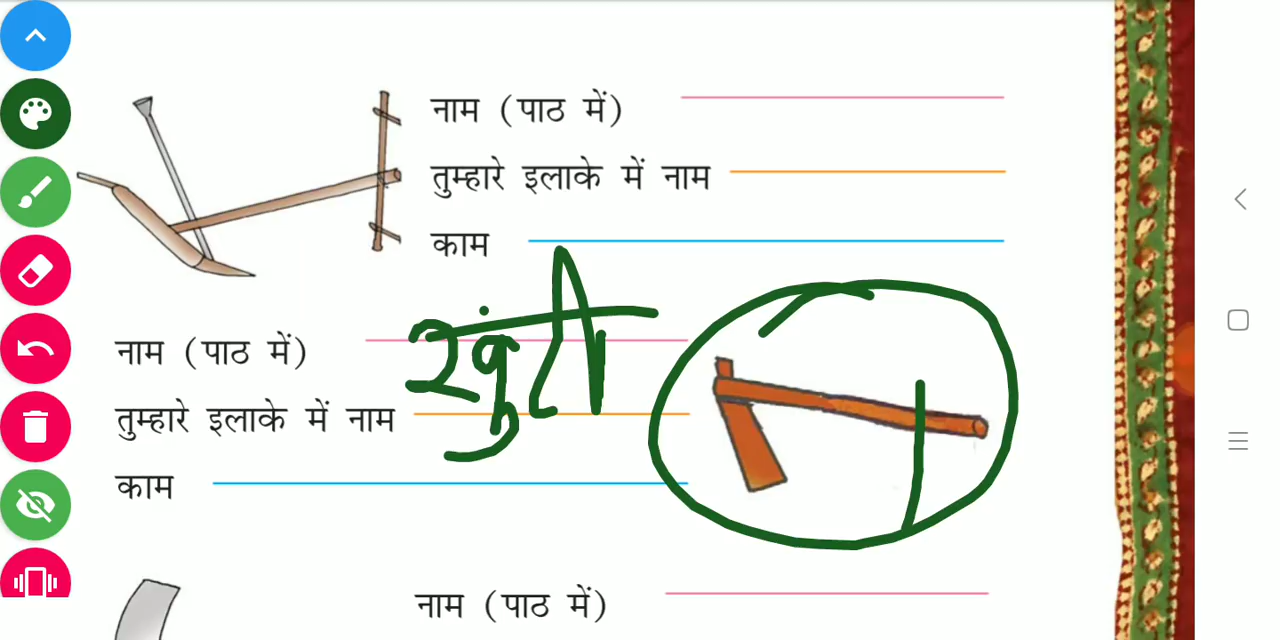 नाम (पाठ में)
तुम्हारे इलाके में नाम
काम
नाम (पाठ में)
खुंटी
तुम्हारे इलाके में नाम
काम
नाम (पाठ में)